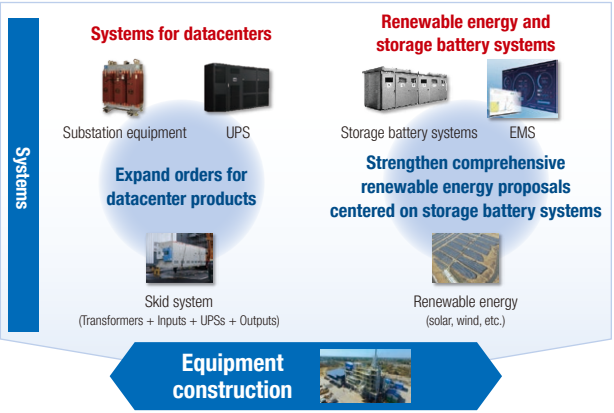 Systems
Systems for datacenters
Substation equipment
UPS
Expand orders for
datacenter products
Skid system
(Transformers + Inputs + UPSs + Outputs)
Renewable energy and
storage battery systems
Storage battery systems
EMS
Strengthen comprehensive
renewable energy proposals
centered on storage battery systems
Renewable energy
(solar, wind, etc.)
Equipment
construction